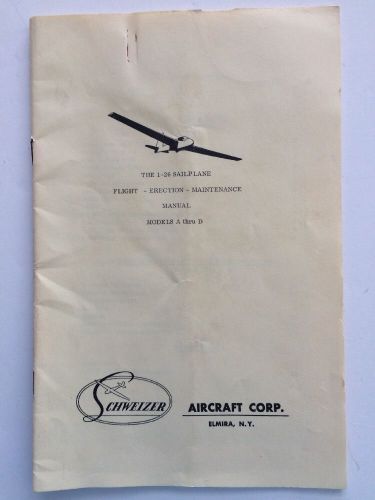 THE 1-26 SAILPLANE
FLIGHT - ERECTION - MAINTENANCE
MANUAL
MODELS A thru D
SCHWEIZER
AIRCRAFT CORP.
ELMIRA, N.Y.